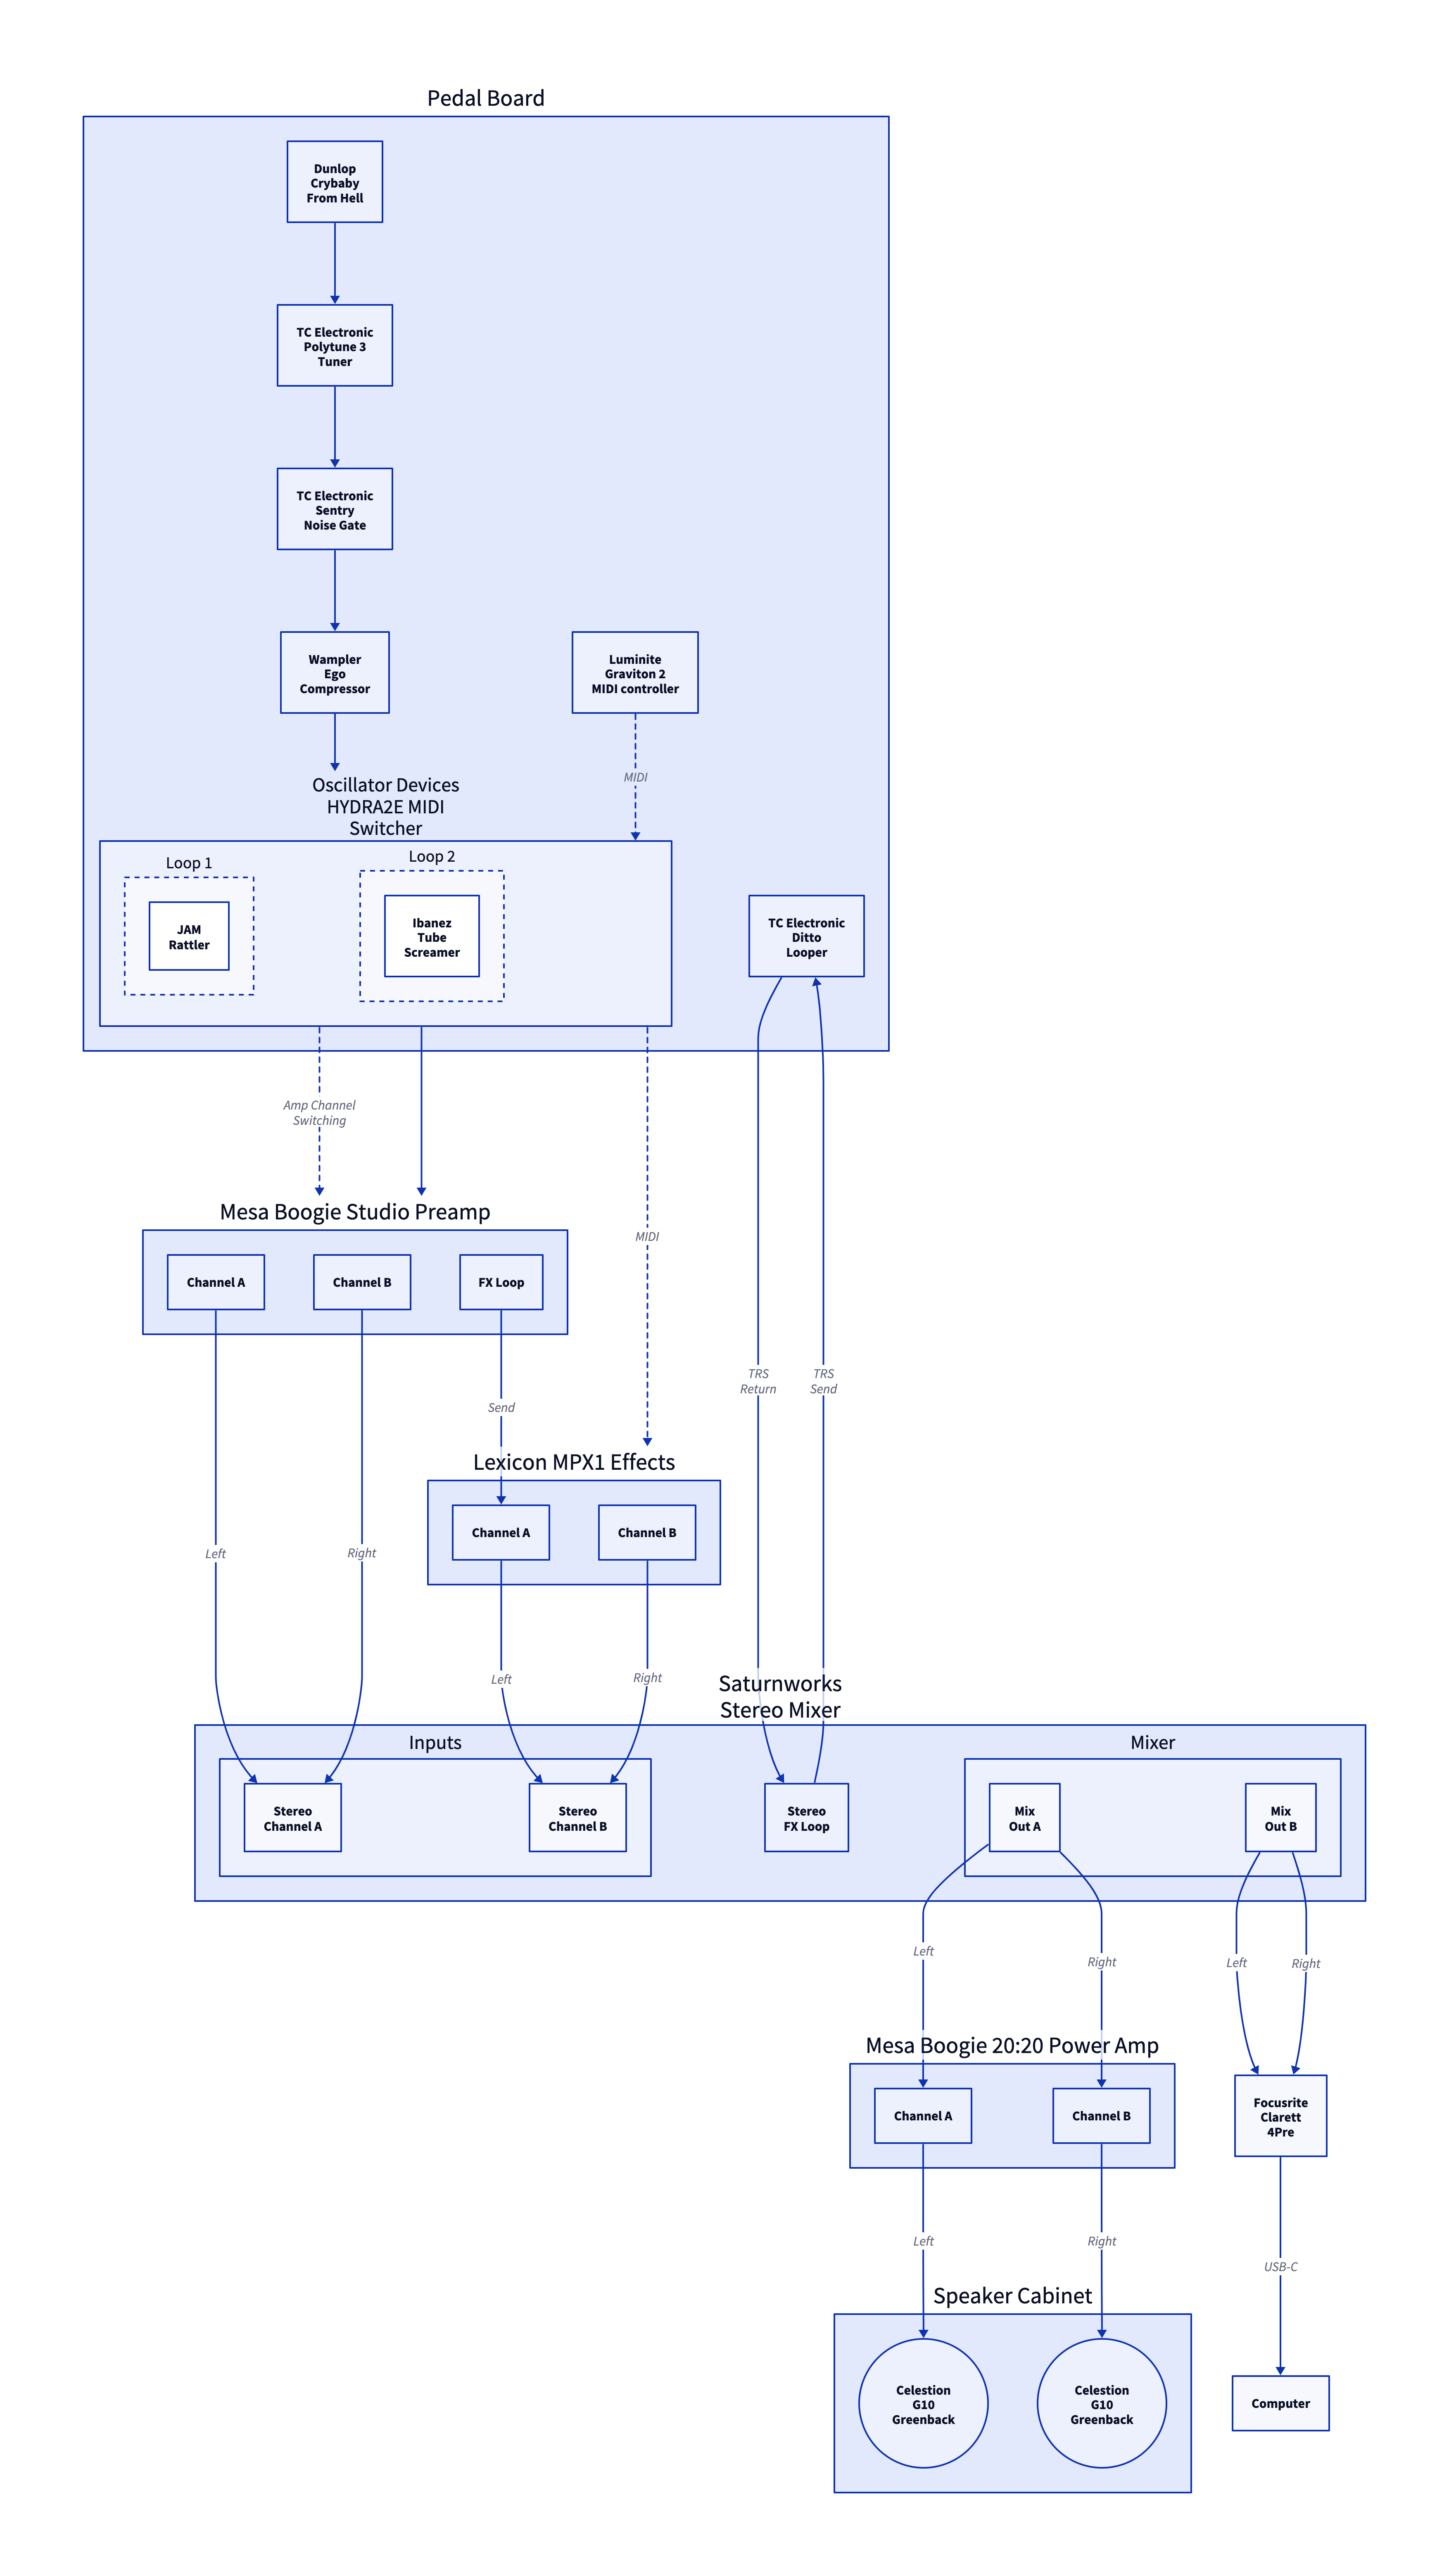 Pedal Board
Dunlop
Crybaby
From Hell
TC Electronic
Polytune 3
Tuner
TC Electronic
Sentry
Noise Gate
Wampler
Ego
Compressor
Luminite
Graviton 2
MIDI controller
MIDI
Oscillator Devices
HYDRA2E MIDI
Switcher
Loop 1
JAM
Rattler
Loop 2
Ibanez
Tube
Screamer
TC Electronic
Ditto
Looper
Amp Channel
Switching
Mesa Boogie Studio Preamp
Channel A
Channel B
FX Loop
MIDI
Send
TRS
Return
TRS
Send
Lexicon MPX1 Effects
Channel A
Channel B
Left
Right
Left
Right
Saturnworks
Stereo Mixer
Inputs
Stereo
Channel A
Stereo
Channel B
Stereo
FX Loop
Mixer
Mix
Out A
Mix
Out B
Left
Right
Left
Right
Mesa Boogie 20:20 Power Amp
Channel A
Channel B
Focusrite
Clarett
4Pre
Left
Right
USB-C
Speaker Cabinet
Celestion
G10
Greenback
Celestion
G10
Greenback
Computer